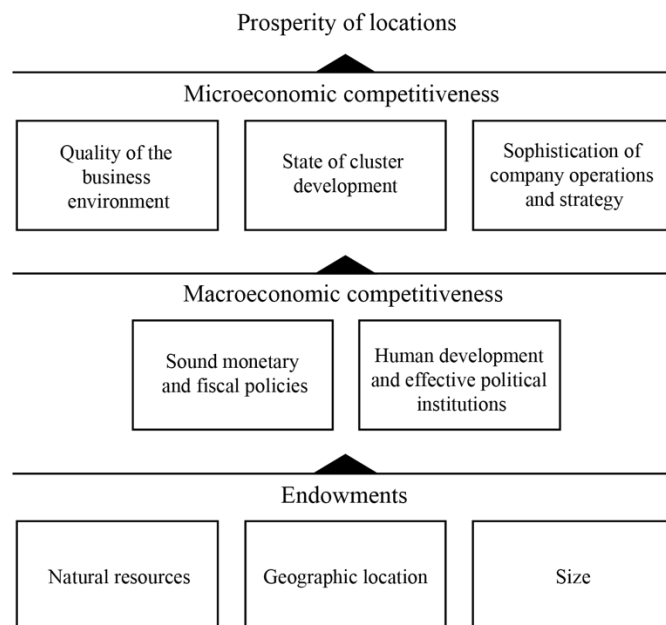 Prosperity of locations
Microeconomic competitiveness
Quality of the
business
environment
State of cluster
development
Sophistication of
company operations
and strategy
Macroeconomic competitiveness
Sound monetary
and fiscal policies
Human development
and effective political
institutions
Endowments
Natural resources
Geographic location
Size